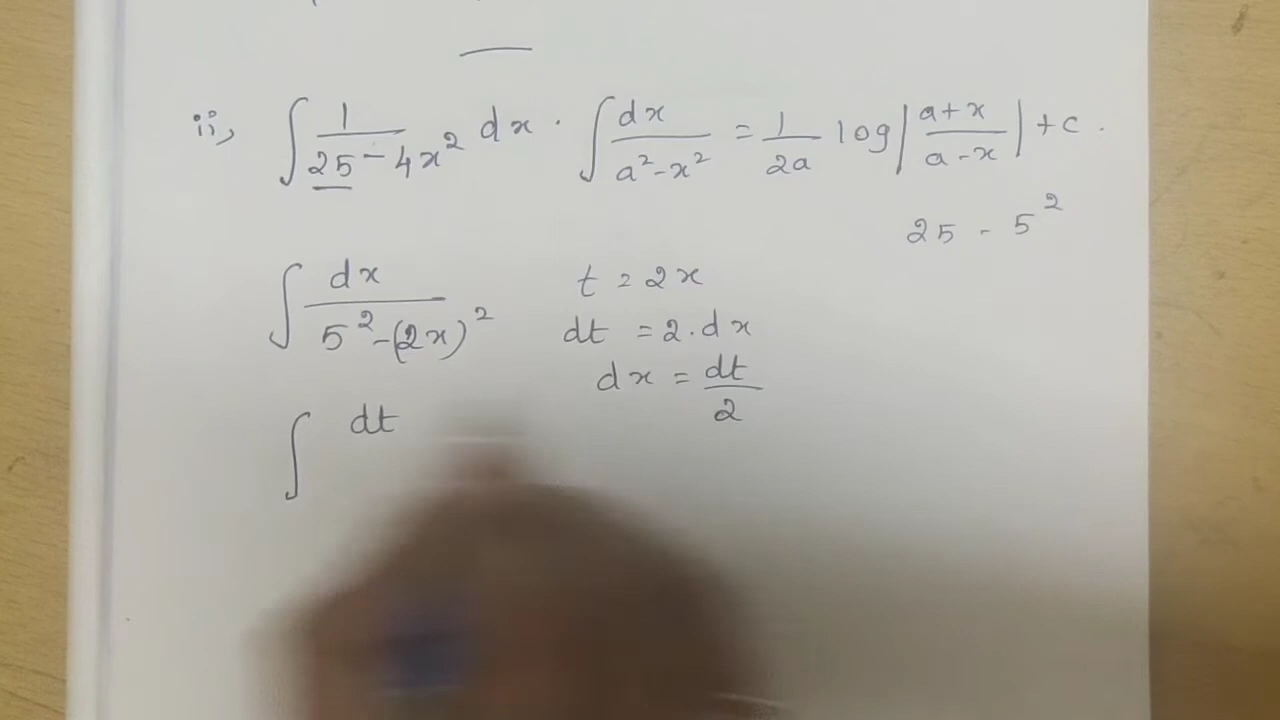 ii, ∫ 1/(25 - 4x²) dx . ∫ dx/(a² - x²) = 1/2a log |(a+x)/(a-x)| + c .
25 - 5²
∫ dx/(5² - (2x)²) t = 2x
dt = 2 . dx
dx = dt/2
∫ dt